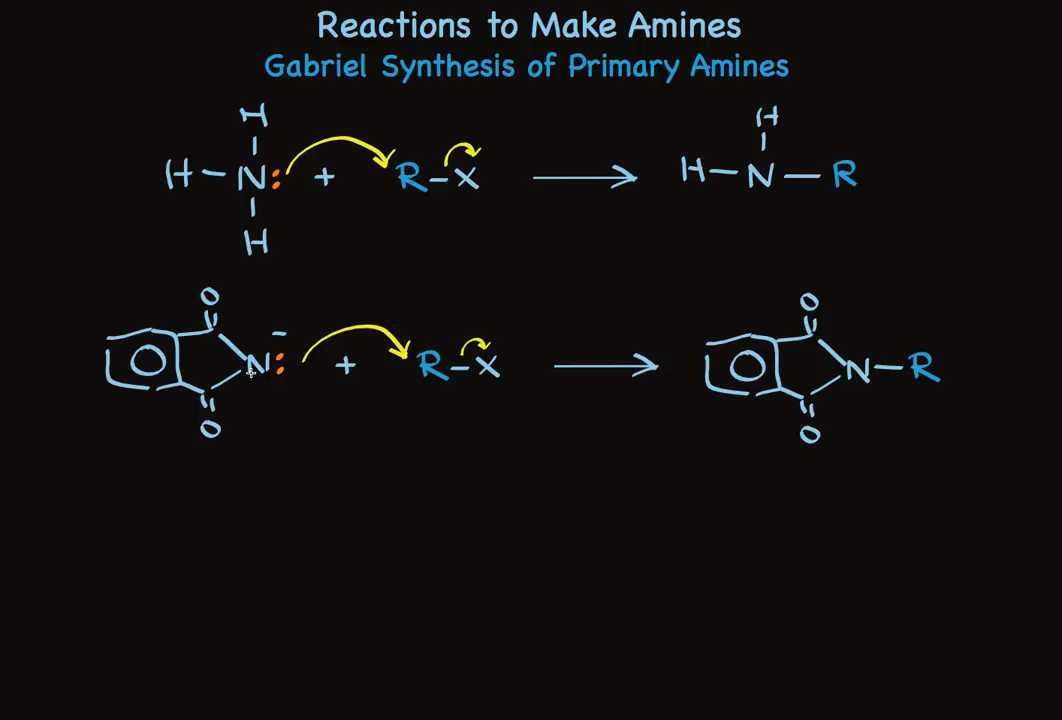 Reactions to Make Amines
Gabriel Synthesis of Primary Amines
H H
H - N : + R - X → H - N - R
H
O O
N :⁻ + R - X → N - R
O O